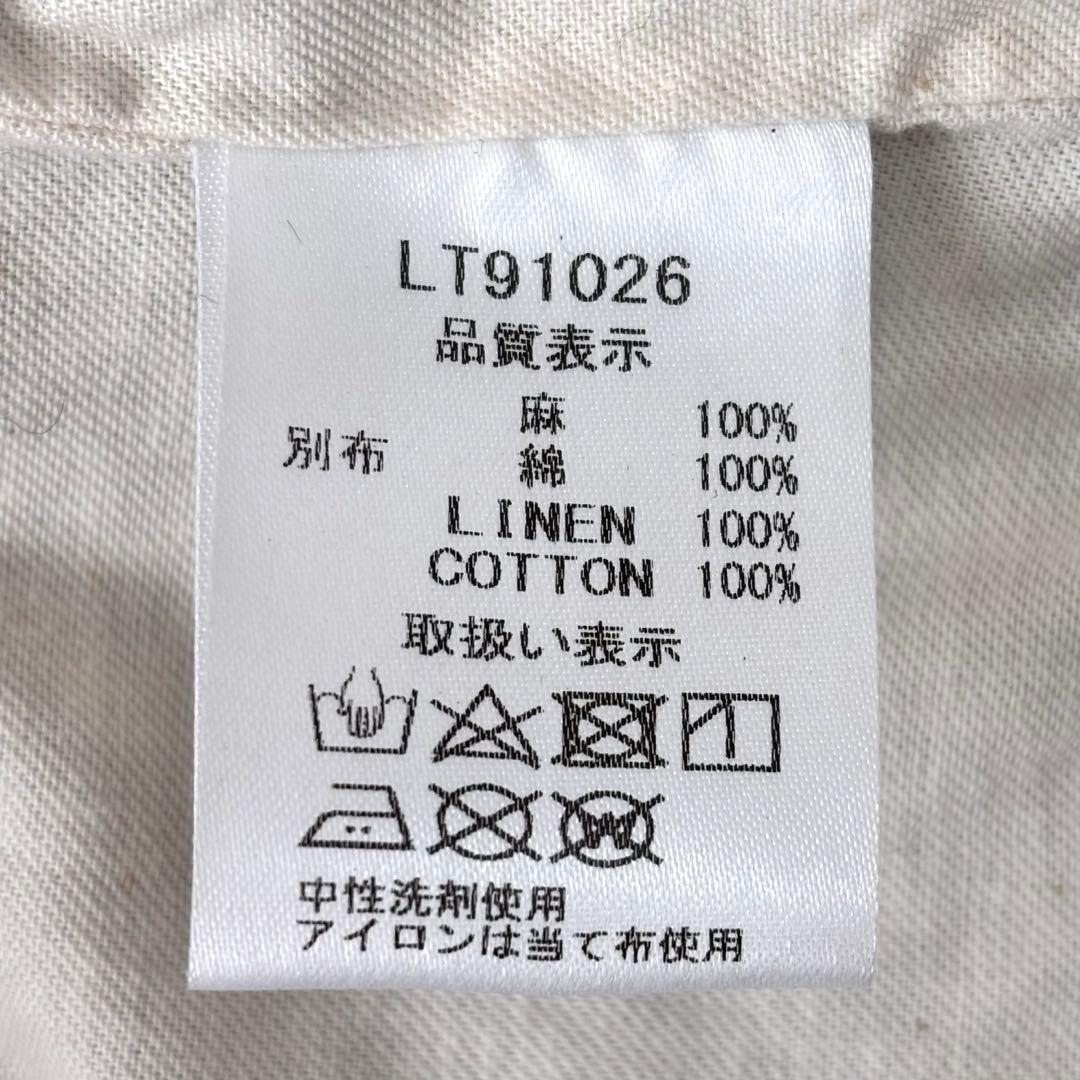 LT91026
品質表示
麻 100%
別布 綿 100%
LINEN 100%
COTTON 100%
取扱い表示
W
中性洗剤使用
アイロンは当て布使用